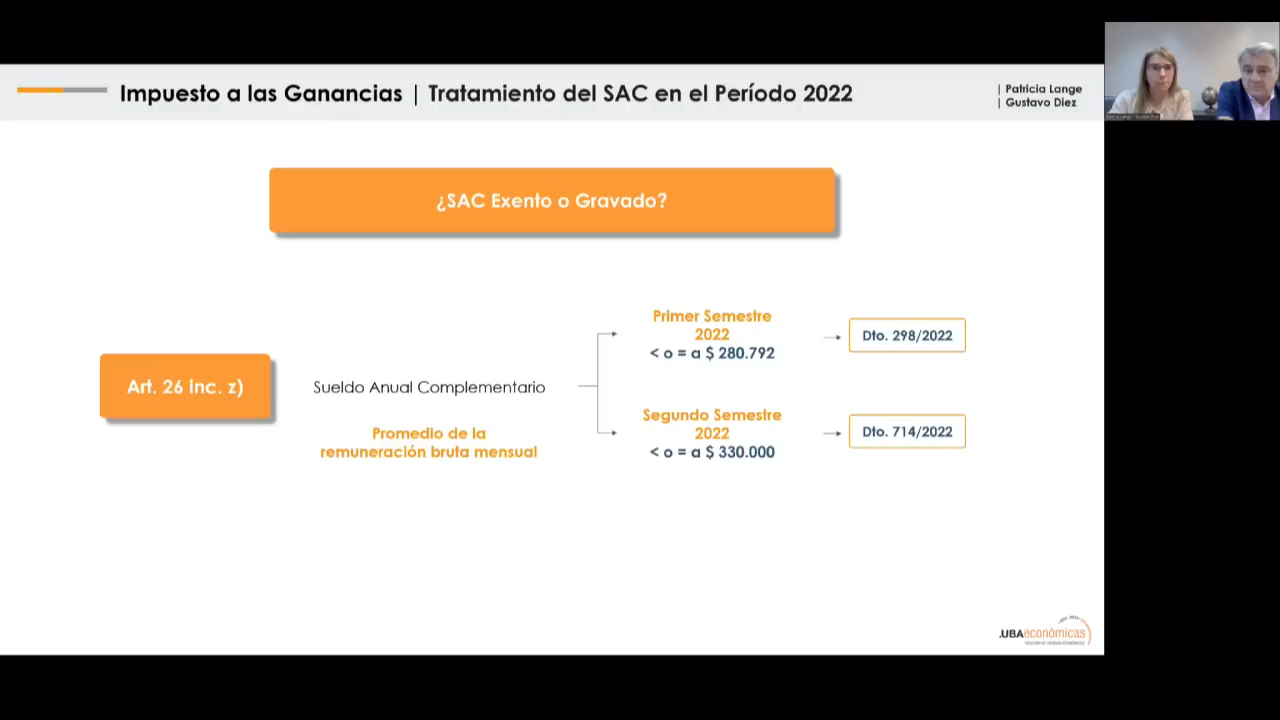 Impuesto a las Ganancias | Tratamiento del SAC en el Período 2022
| Patricia Lange
| Gustavo Diez
¿SAC Exento o Gravado?
Art. 26 inc. z)
Sueldo Anual Complementario
Promedio de la
remuneración bruta mensual
Primer Semestre
2022
< o = a $ 280.792
Dto. 298/2022
Segundo Semestre
2022
< o = a $ 330.000
Dto. 714/2022
.UBAeconómicas